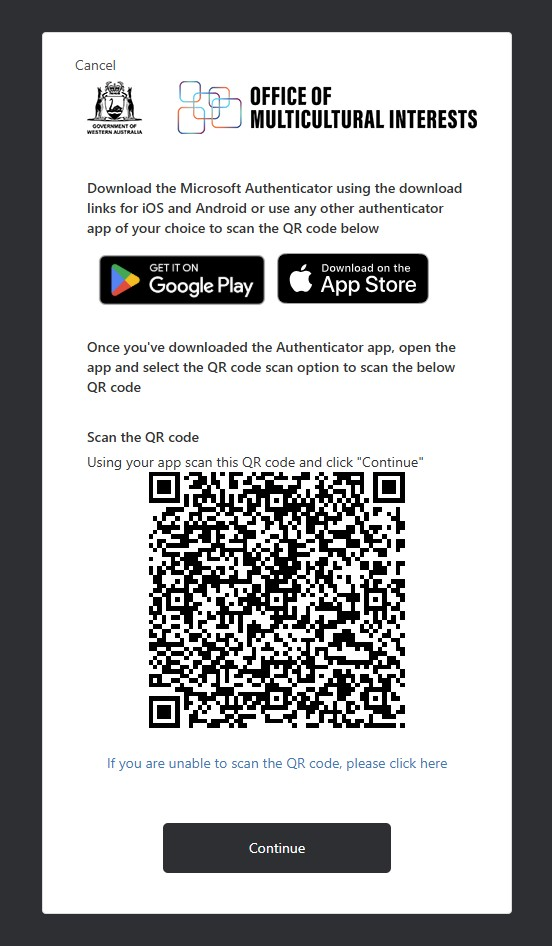 Cancel
GOVERNMENT OF
WESTERN AUSTRALIA
OFFICE OF
MULTICULTURAL INTERESTS
Download the Microsoft Authenticator using the download
links for iOS and Android or use any other authenticator
app of your choice to scan the QR code below
GET IT ON
Google Play
Download on the
App Store
Once you've downloaded the Authenticator app, open the
app and select the QR code scan option to scan the below
QR code
Scan the QR code
Using your app scan this QR code and click "Continue"
If you are unable to scan the QR code, please click here
Continue